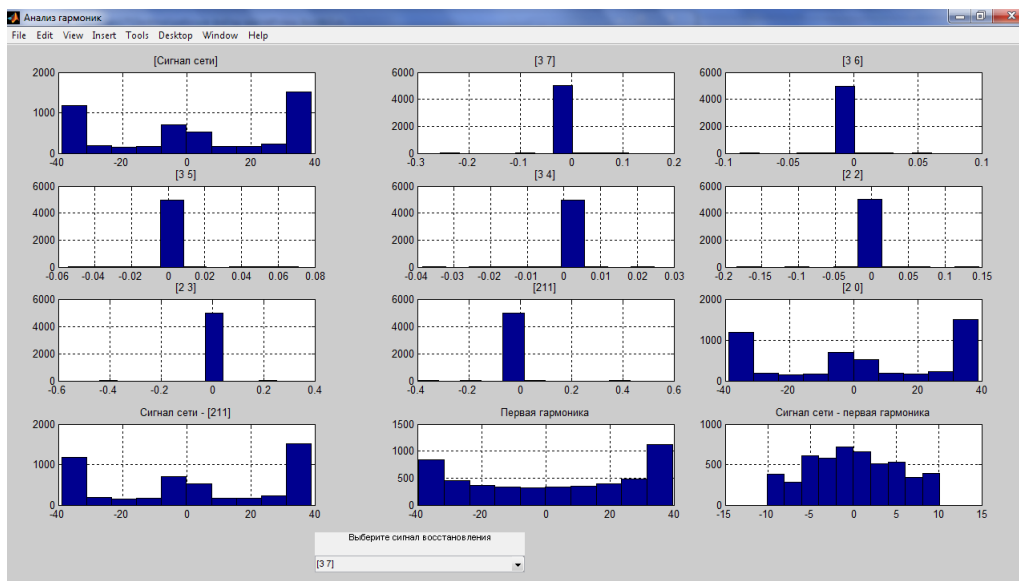 Анализ гармоник
File Edit View Insert Tools Desktop Window Help
[Сигнал сети]
2000
1000
0
-40 -20 0 20 40
[3 7]
6000
4000
2000
0
-0.3 -0.2 -0.1 0 0.1 0.2
[3 6]
6000
4000
2000
0
-0.1 -0.05 0 0.05 0.1
[3 5]
6000
4000
2000
0
-0.06 -0.04 -0.02 0 0.02 0.04 0.06 0.08
[3 4]
6000
4000
2000
0
-0.04 -0.03 -0.02 -0.01 0 0.01 0.02 0.03
[2 2]
6000
4000
2000
0
-0.2 -0.15 -0.1 -0.05 0 0.05 0.1 0.15
[2 3]
6000
4000
2000
0
-0.6 -0.4 -0.2 0 0.2 0.4
[211]
6000
4000
2000
0
-0.4 -0.2 0 0.2 0.4 0.6
[2 0]
2000
1000
0
-40 -20 0 20 40
Сигнал сети - [211]
2000
1000
0
-40 -20 0 20 40
Первая гармоника
1500
1000
500
0
-40 -20 0 20 40
Сигнал сети - первая гармоника
1000
500
0
-15 -10 -5 0 5 10 15
Выберите сигнал восстановления
[3 7]